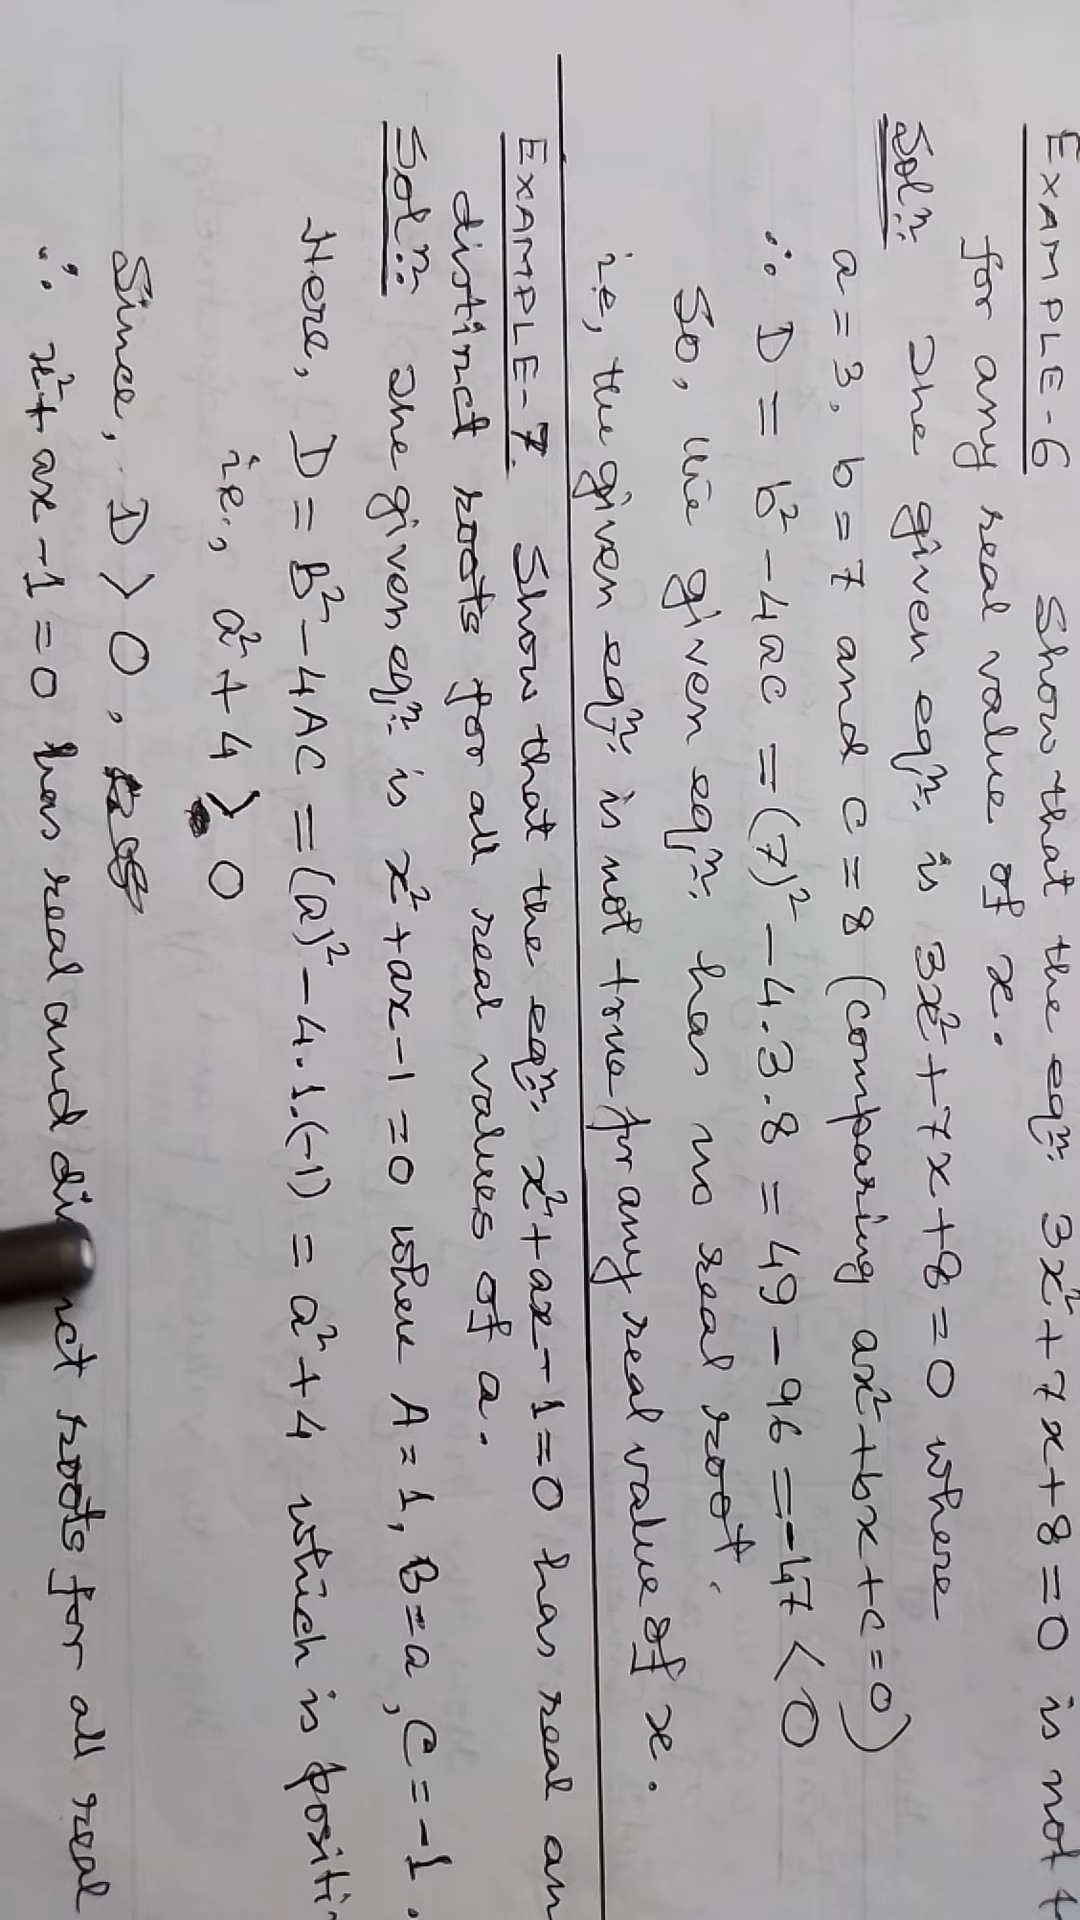 EXAMPLE-6 Show that the eqⁿ. 3x²+7x+8=0 is not
for any real value of x.
Solⁿ: The given eqⁿ. is 3x²+7x+8=0 where
a=3, b=7 and c=8 (comparing ax²+bx+c=0)
∴ D = b²-4ac = (7)²-4.3.8 = 49-96 = -47 < 0
So, the given eqⁿ. has no real root.
i.e, the given eqⁿ. is not true for any real value of x.
EXAMPLE-7. Show that the eqⁿ. x²+ax-1=0 has real an
distinct roots for all real values of a.
Solⁿ: The given eqⁿ. is x²+ax-1=0 where A=1, B=a, C=-1.
Here, D = B²-4AC = (a)²-4.1.(-1) = a²+4 which is positi
i.e., a²+4 > 0
Since, D > 0,
∴ x²+ax-1=0 has real and di nct roots for all real